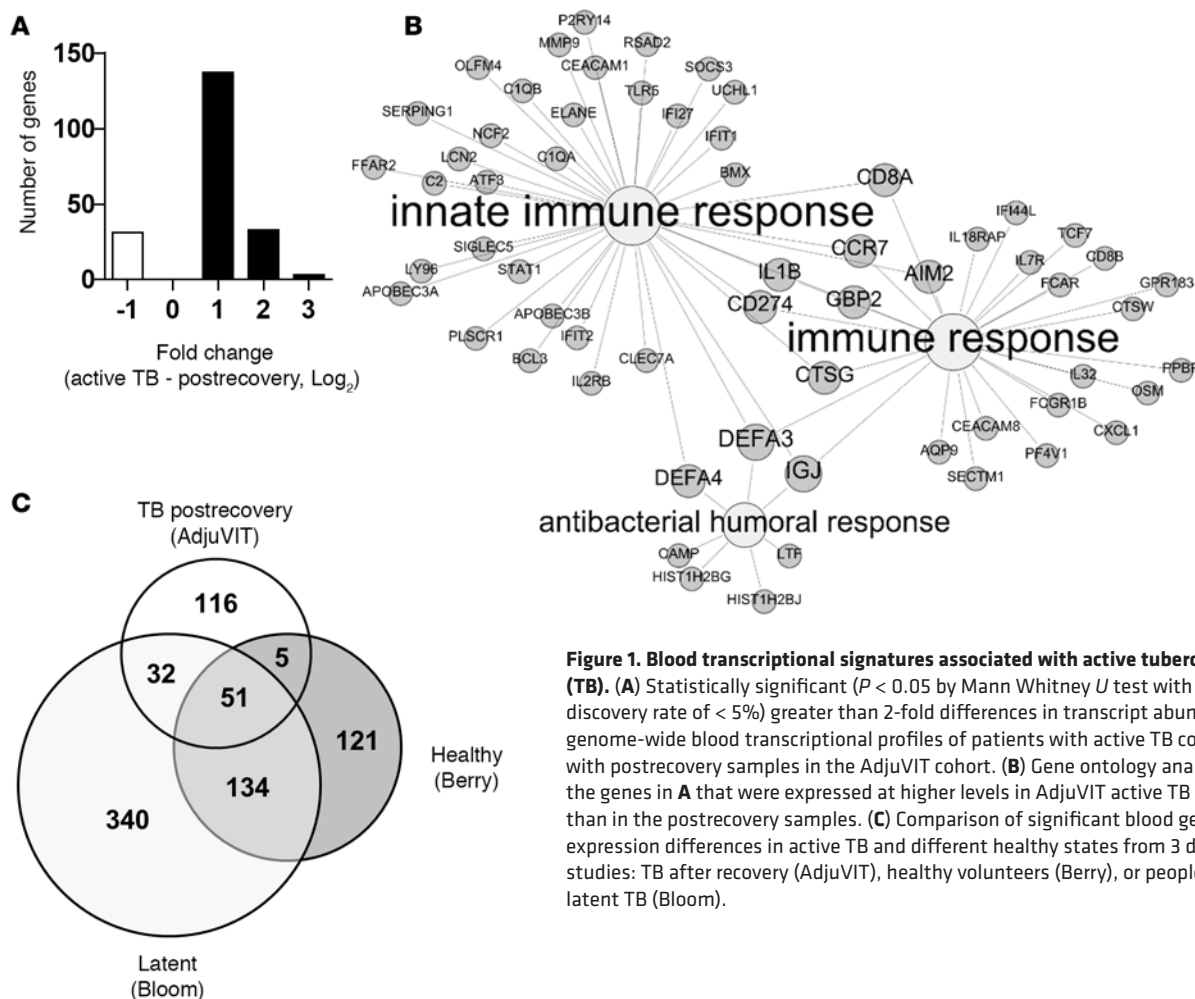 A
150
100
50
0
Number of genes
-1 0 1 2 3
Fold change
(active TB - postrecovery, Log2)
B
P2RY14
MMP9
RSAD2
OLFM4
CEACAM1
SOCS3
C1QB
TLR5
UCHL1
SERPING1
ELANE
IFI27
NCF2
IFIT1
LCN2
C1QA
FFAR2
C2
ATF3
BMX
CD8A
innate immune response
IFI44L
IL18RAP
TCF7
SIGLEC5
CCR7
IL7R
CD8B
LY96
STAT1
IL1B
AIM2
FCAR
GPR183
APOBEC3A
CD274
GBP2
CTSW
APOBEC3B
PLSCR1
IFIT2
immune response
BCL3
CLEC7A
CTSG
IL32
PPBP
IL2RB
OSM
FCGR1B
CEACAM8
CXCL1
DEFA3
AQP9
PF4V1
DEFA4
IGJ
SECTM1
antibacterial humoral response
CAMP
LTF
HIST1H2BG
HIST1H2BJ
C
TB postrecovery
(AdjuVIT)
116
32
5
51
121
Healthy
(Berry)
134
340
Latent
(Bloom)
Figure 1. Blood transcriptional signatures associated with active
(TB). (A) Statistically significant (P < 0.05 by Mann Whitney U test with
discovery rate of < 5%) greater than 2-fold differences in transcript
genome-wide blood transcriptional profiles of patients with active TB
with postrecovery samples in the AdjuVIT cohort. (B) Gene ontology
the genes in A that were expressed at higher levels in AdjuVIT active TB
than in the postrecovery samples. (C) Comparison of significant blood
expression differences in active TB and different healthy states from 3
studies: TB after recovery (AdjuVIT), healthy volunteers (Berry), or people
latent TB (Bloom).